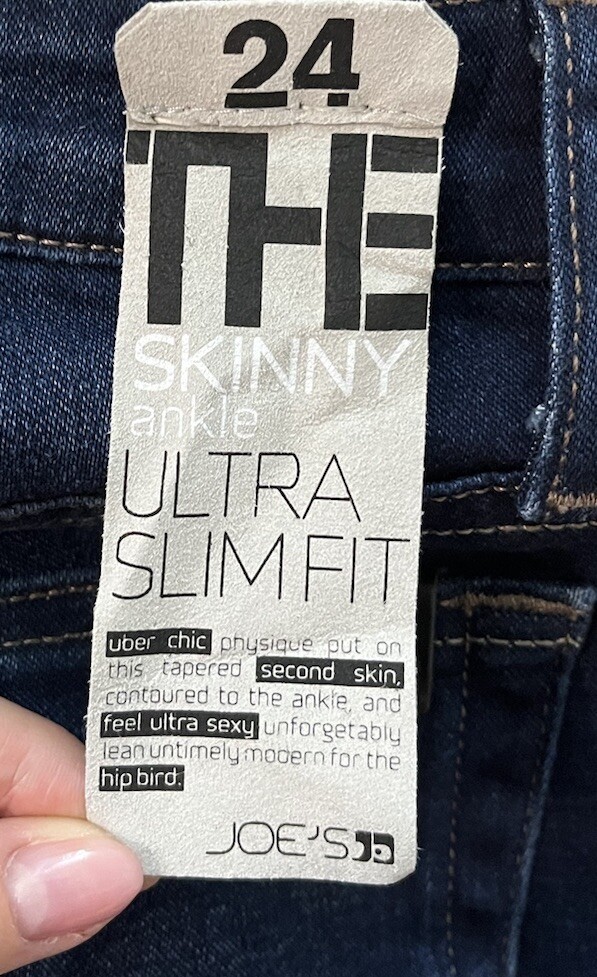 24
THE
SKINNY
ankle
ULTRA
SLIM FIT
uber chic physique put on
this tapered second skin,
contoured to the ankle, and
feel ultra sexy unforgetably
lean untimely modern for the
hip bird.
JOE'S